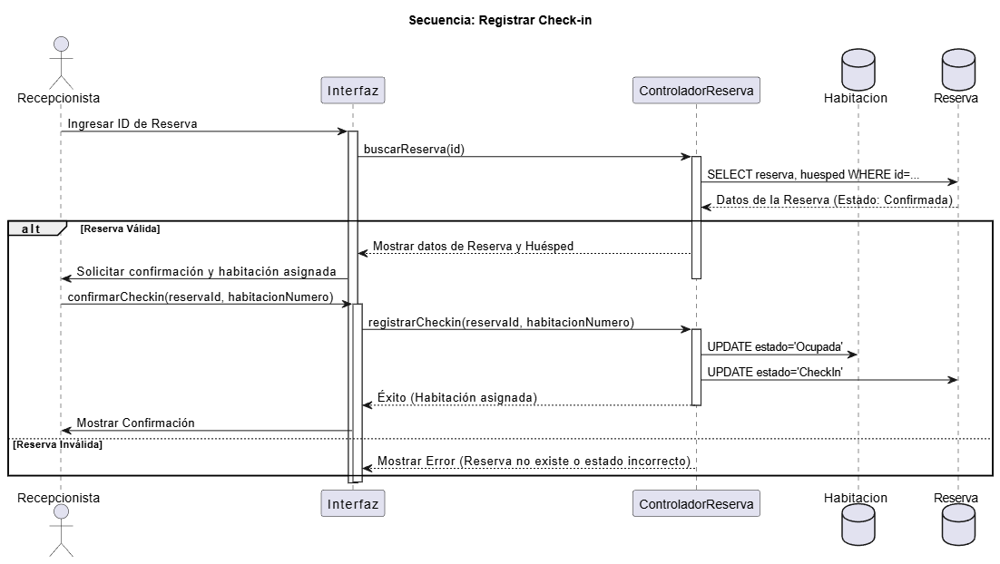 Secuencia: Registrar Check-in
Recepcionista
Interfaz
ControladorReserva
Habitacion
Reserva
Ingresar ID de Reserva
buscarReserva(id)
SELECT reserva, huesped WHERE id=...
Datos de la Reserva (Estado: Confirmada)
alt
[Reserva Válida]
Mostrar datos de Reserva y Huésped
Solicitar confirmación y habitación asignada
confirmarCheckin(reservaId, habitacionNumero)
registrarCheckin(reservaId, habitacionNumero)
UPDATE estado='Ocupada'
UPDATE estado='CheckIn'
Éxito (Habitación asignada)
Mostrar Confirmación
[Reserva Inválida]
Mostrar Error (Reserva no existe o estado incorrecto)
Recepcionista
Interfaz
ControladorReserva
Habitacion
Reserva